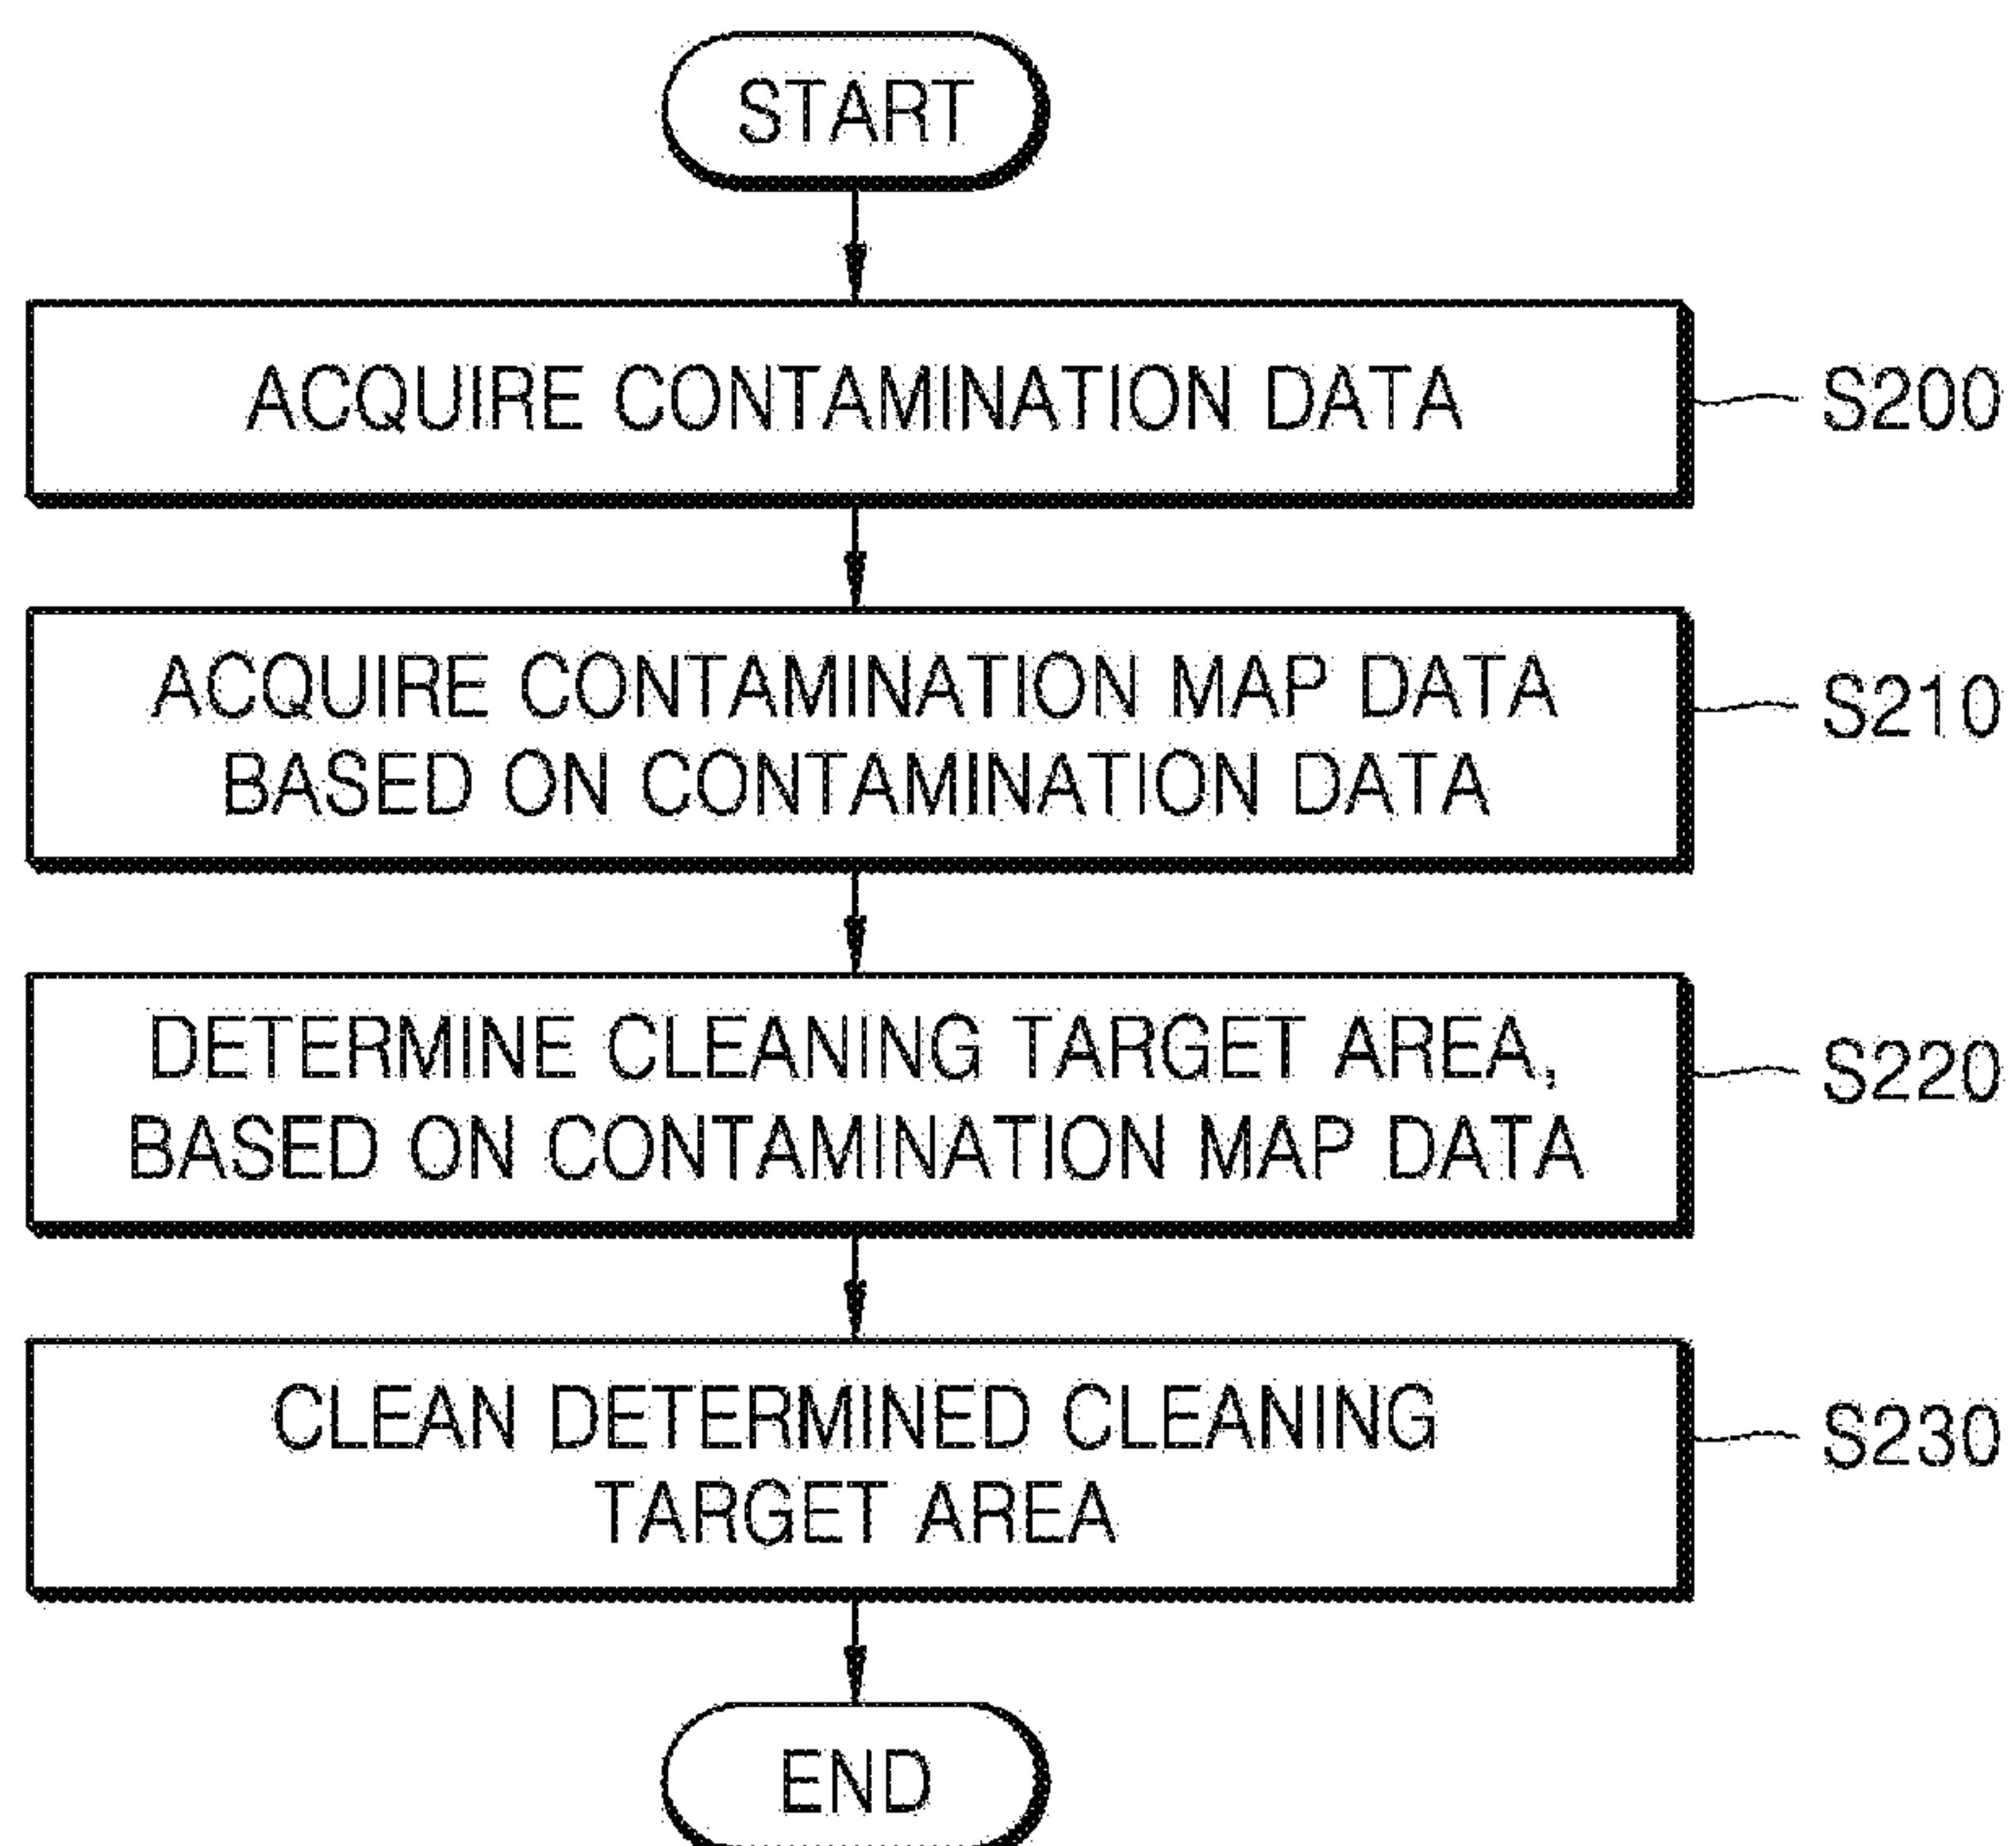 START
ACQUIRE CONTAMINATION DATA
S200
ACQUIRE CONTAMINATION MAP DATA
BASED ON CONTAMINATION DATA
S210
DETERMINE CLEANING TARGET AREA,
BASED ON CONTAMINATION MAP DATA
S220
CLEAN DETERMINED CLEANING
TARGET AREA
S230
END